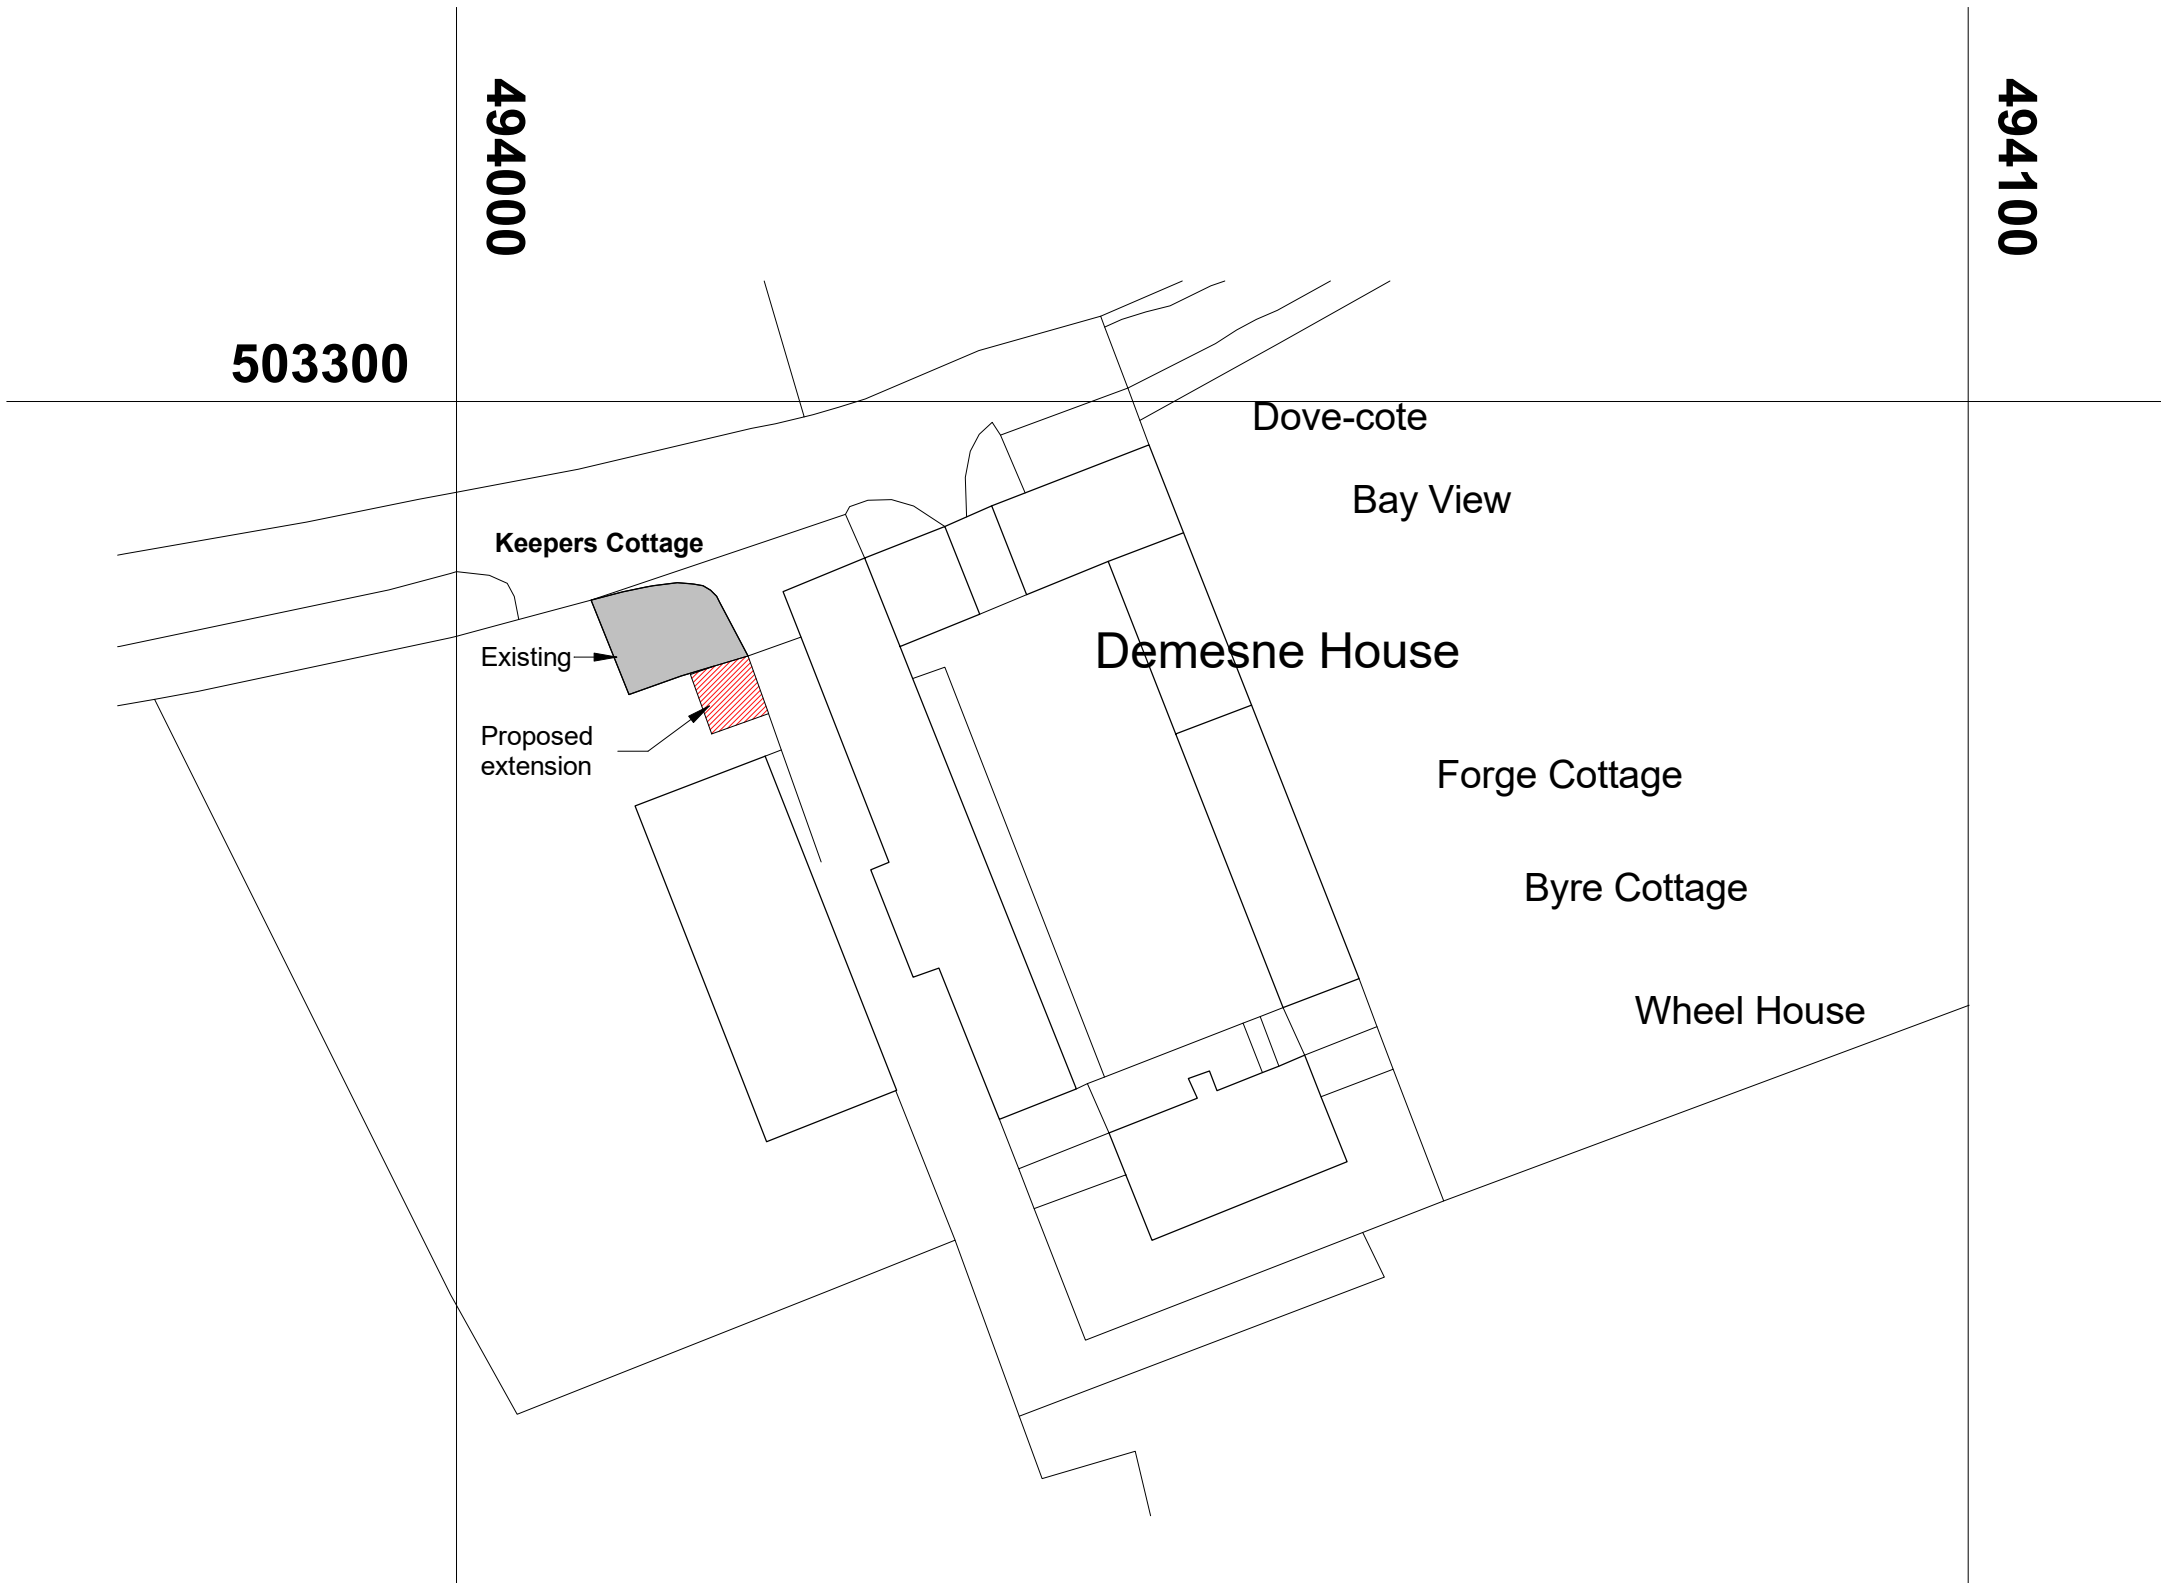 494000
494100
503300
Dove-cote
Bay View
Keepers Cottage
Demesne House
Existing
Proposed
extension
Forge Cottage
Byre Cottage
Wheel House